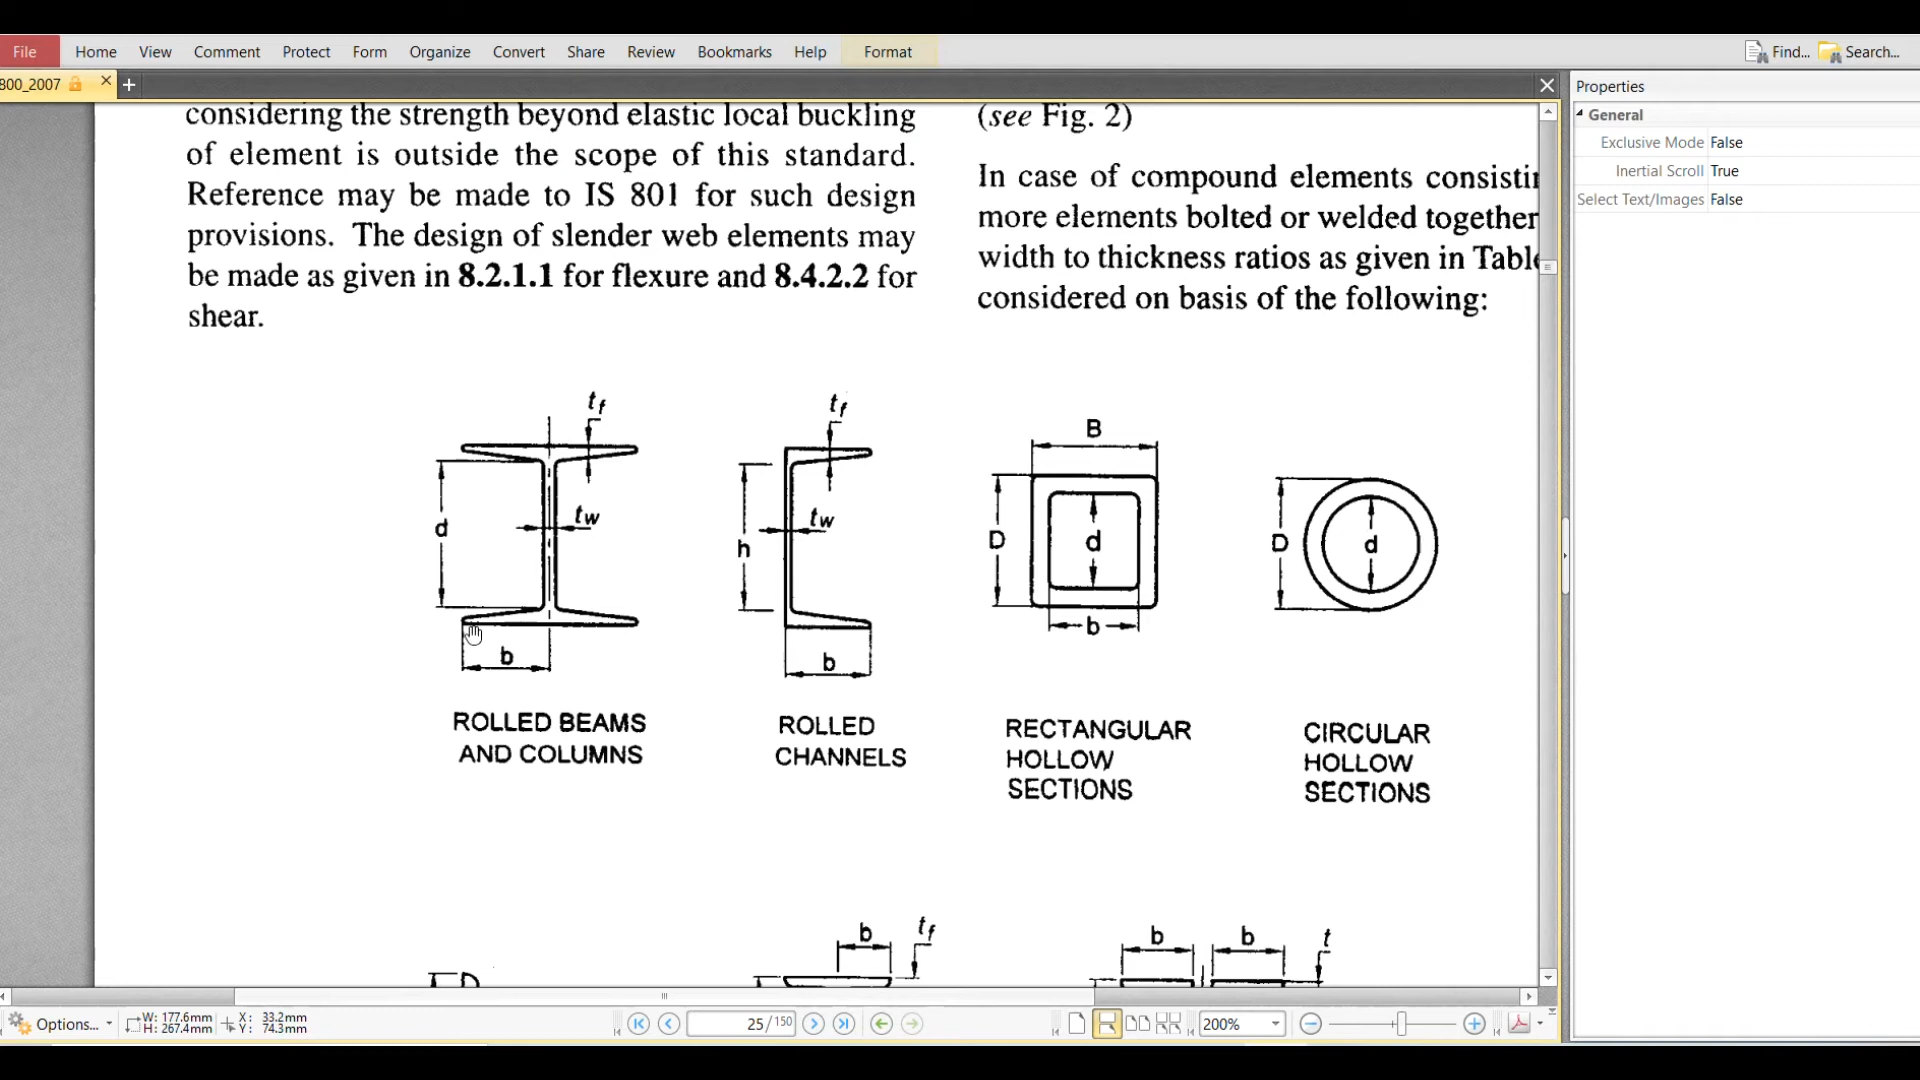 File Home View Comment Protect Form Organize Convert Share Review Bookmarks Help Format Find... Search...
800_2007
Properties
General
Exclusive Mode False
Inertial Scroll True
Select Text/Images False
considering the strength beyond elastic local buckling
of element is outside the scope of this standard.
Reference may be made to IS 801 for such design
provisions. The design of slender web elements may
be made as given in 8.2.1.1 for flexure and 8.4.2.2 for
shear.
(see Fig. 2)
In case of compound elements consisti
more elements bolted or welded together
width to thickness ratios as given in Table
considered on basis of the following:
tf
d
tw
b
ROLLED BEAMS
AND COLUMNS
tf
h
tw
b
ROLLED
CHANNELS
B
D
d
b
RECTANGULAR
HOLLOW
SECTIONS
D
d
CIRCULAR
HOLLOW
SECTIONS
D
b
tf
b b t
Options... W: 177.6mm X: 33.2mm
H: 267.4mm Y: 74.3mm
25 / 150
200%